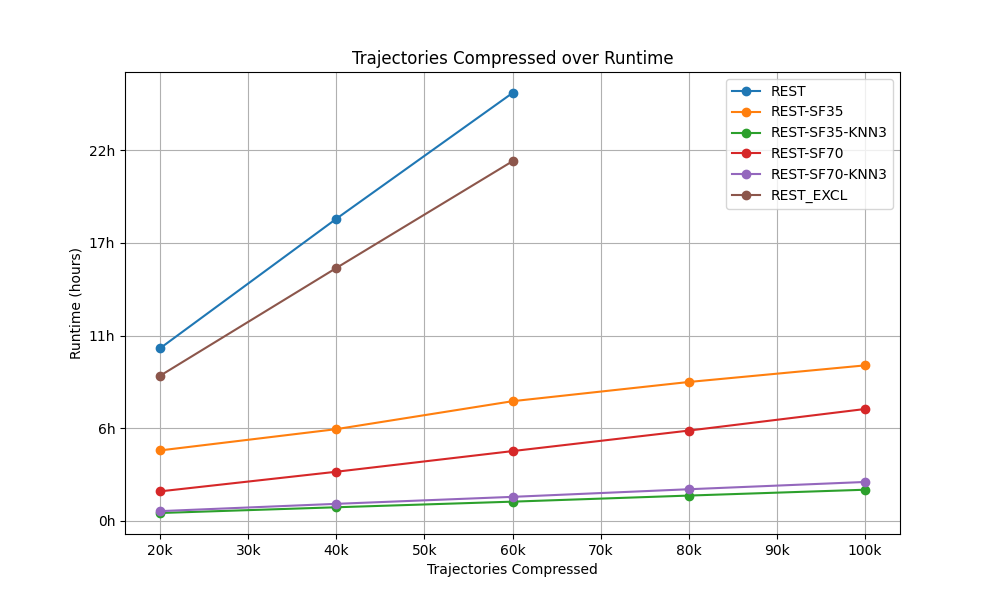 Trajectories Compressed over Runtime
REST
REST-SF35
REST-SF35-KNN3
REST-SF70
REST-SF70-KNN3
REST_EXCL
22h
17h
11h
6h
0h
Runtime (hours)
20k 30k 40k 50k 60k 70k 80k 90k 100k
Trajectories Compressed